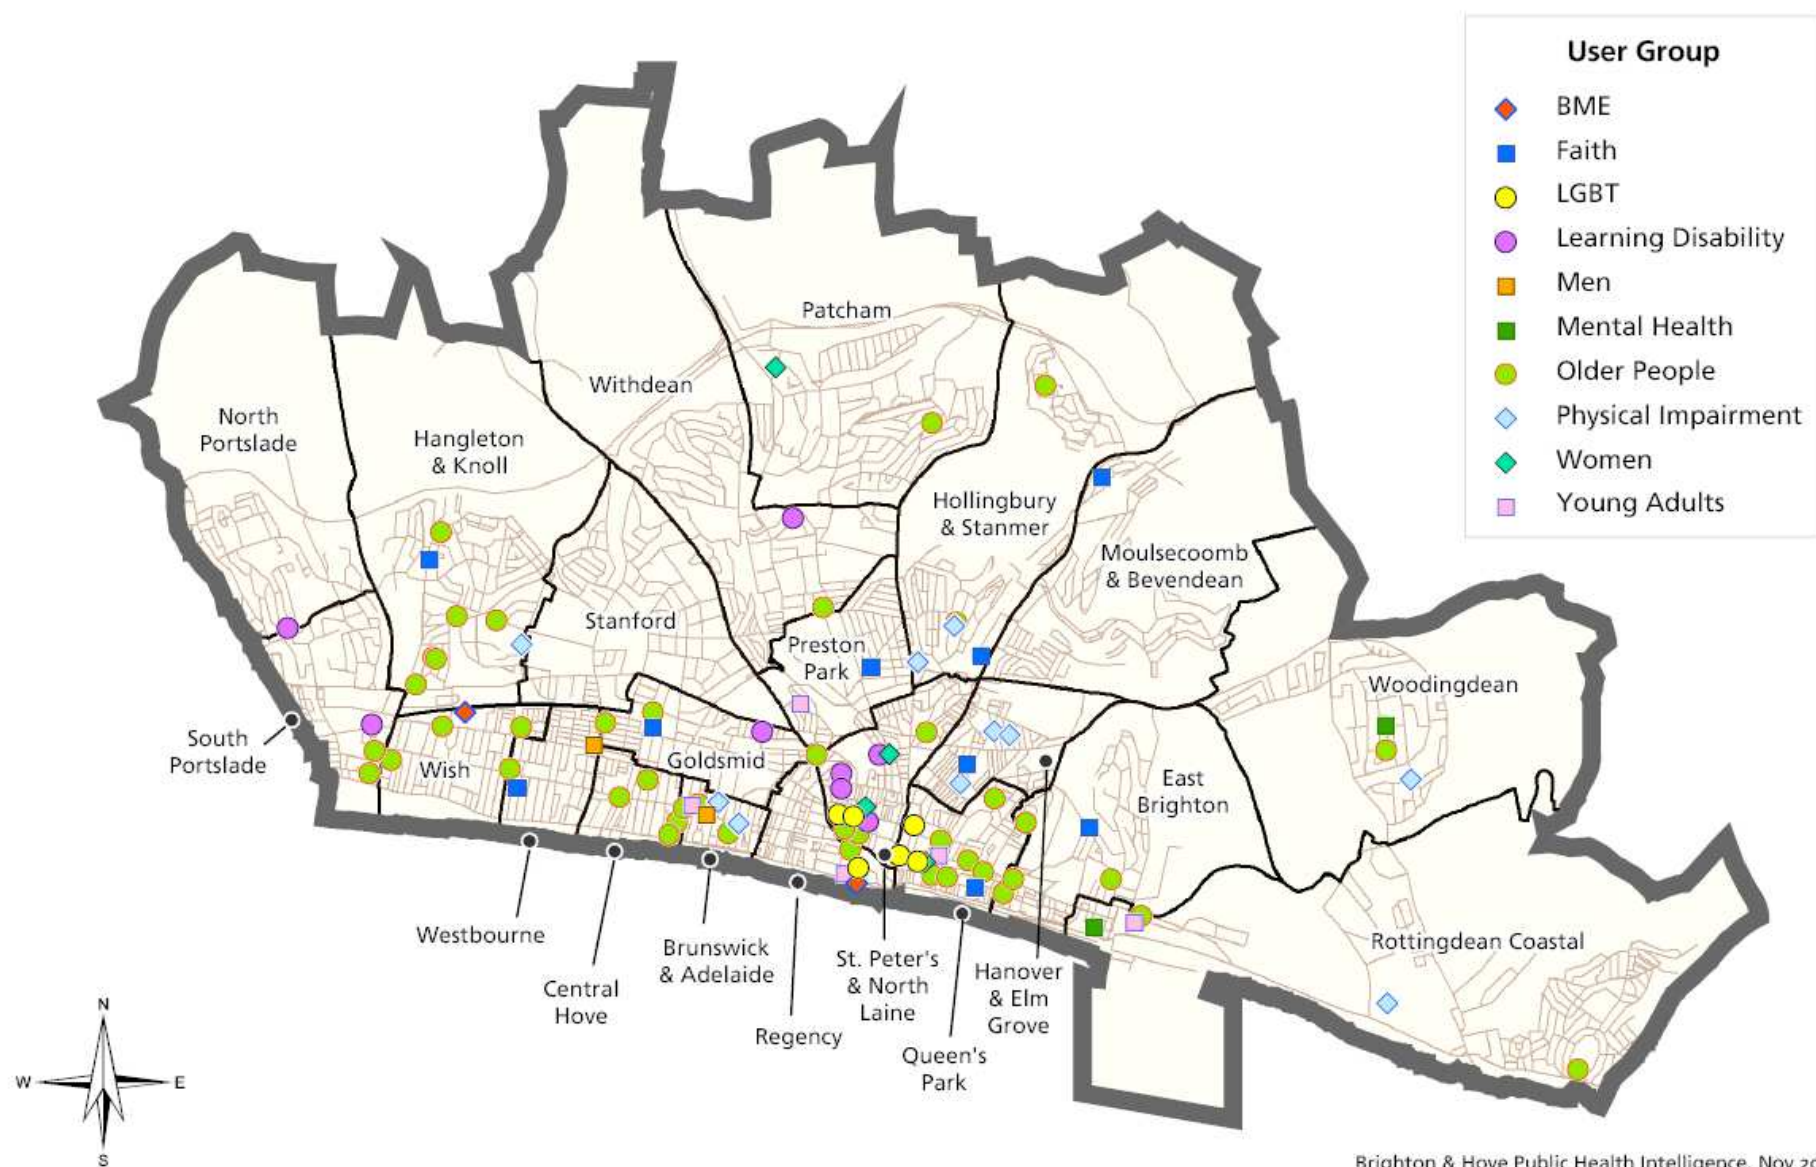 User Group
BME
Faith
LGBT
Learning Disability
Men
Mental Health
Older People
Physical Impairment
Women
Young Adults
Patcham
Withdean
North
Portslade
Hangleton
& Knoll
Hollingbury
& Stanmer
Moulsecoomb
& Bevendean
Stanford
Preston
Park
Woodingdean
South
Portslade
Wish
Goldsmid
East
Brighton
Westbourne
Central
Hove
Brunswick
& Adelaide
Regency
St. Peter's
& North
Laine
Queen's
Park
Hanover
& Elm
Grove
Rottingdean Coastal
N
W
E
S
Brighton & Hove Public Health Intelligence, Nov